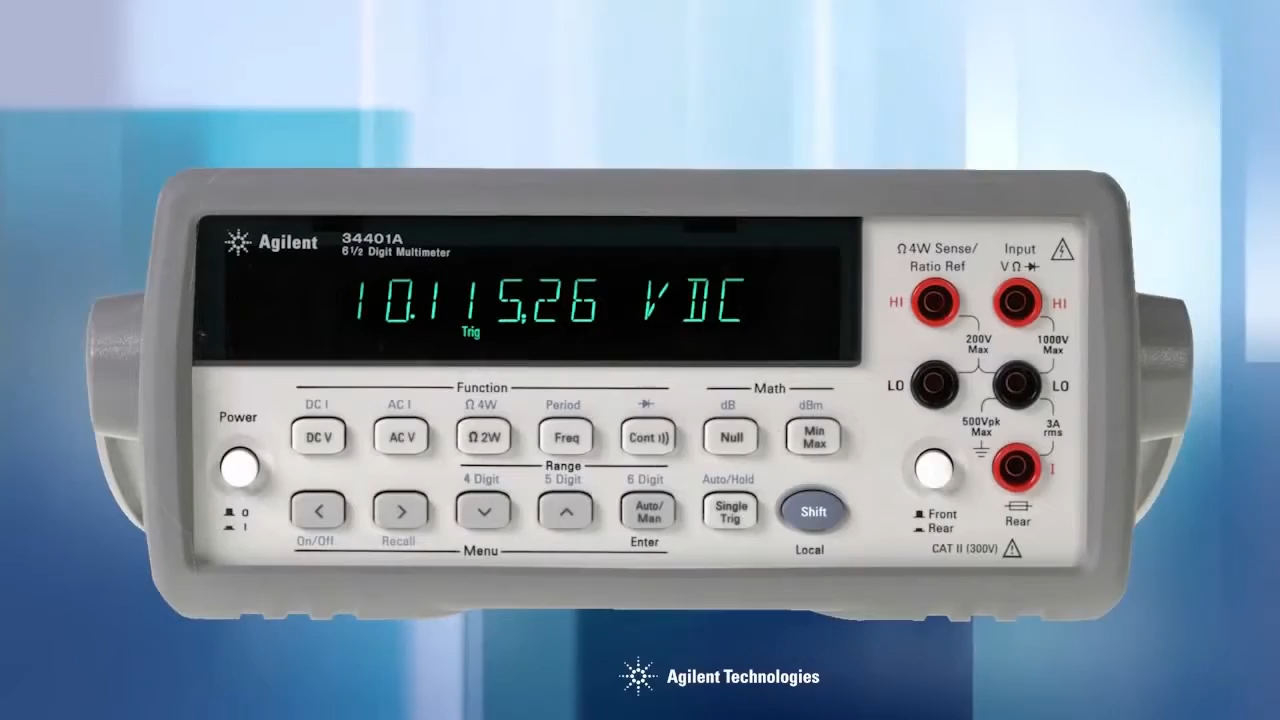 Agilent 34401A
6½ Digit Multimeter
10.115,26 VDC
Trig
Ω 4W Sense/
Ratio Ref
Input
V Ω
HI
HI
200V
Max
1000V
Max
LO
LO
500Vpk
Max
3A
rms
I
Front
Rear
Rear
CAT II (300V)
Power
O
I
Function
Math
DC I
AC I
Ω 4W
Period
dB
dBm
DC V
AC V
Ω 2W
Freq
Cont )))
Null
Min
Max
Range
4 Digit
5 Digit
6 Digit
Auto/Hold
<
>
Auto/
Man
Single
Trig
Shift
On/Off
Recall
Enter
Local
Menu
Agilent Technologies